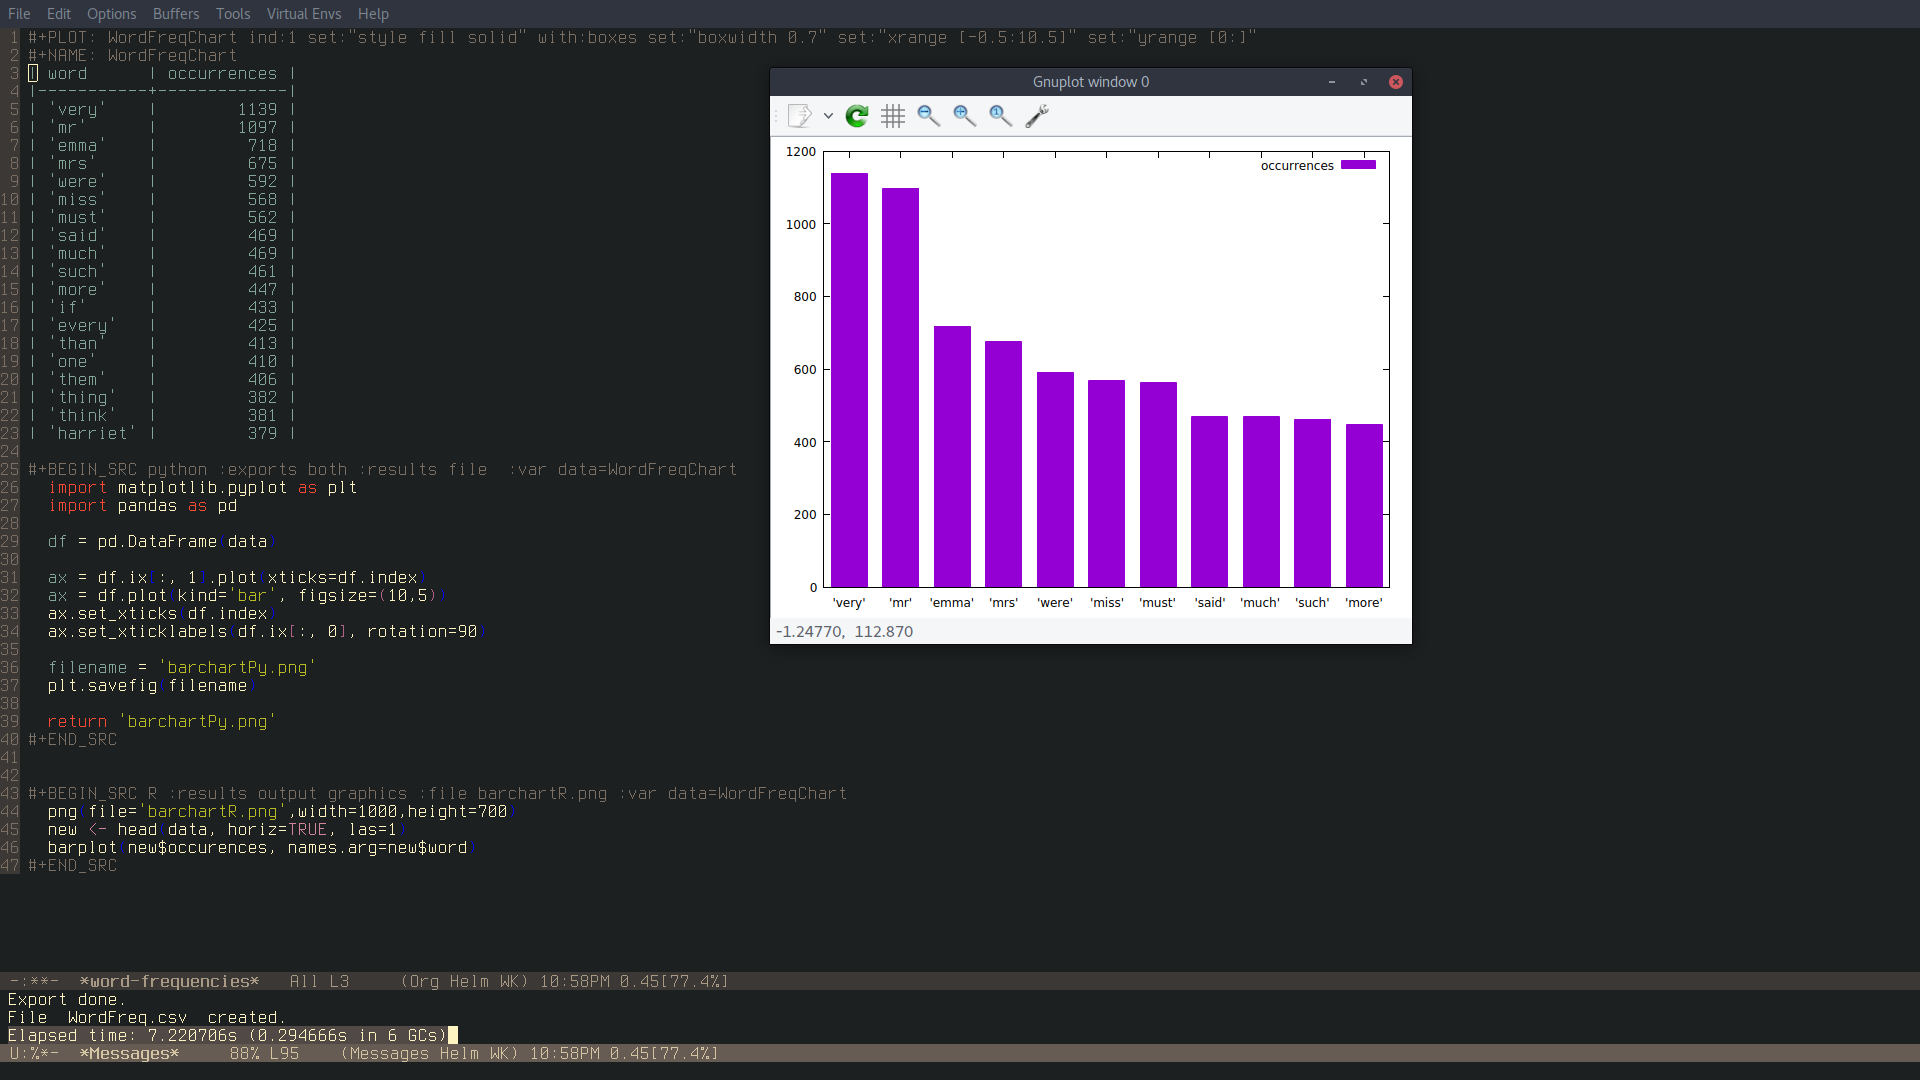 File Edit Options Buffers Tools Virtual Envs Help
1 #+PLOT: WordFreqChart ind:1 set:"style fill solid" with:boxes set:"boxwidth 0.7" set:"xrange [-0.5:10.5]" set:"yrange [0:]"
2 #+NAME: WordFreqChart
3 | word | occurrences |
4 |-----------+-------------|
5 | 'very' | 1139 |
6 | 'mr' | 1097 |
7 | 'emma' | 718 |
8 | 'mrs' | 675 |
9 | 'were' | 592 |
10 | 'miss' | 568 |
11 | 'must' | 562 |
12 | 'said' | 469 |
13 | 'much' | 469 |
14 | 'such' | 461 |
15 | 'more' | 447 |
16 | 'if' | 433 |
17 | 'every' | 425 |
18 | 'than' | 413 |
19 | 'one' | 410 |
20 | 'them' | 406 |
21 | 'thing' | 382 |
22 | 'think' | 381 |
23 | 'harriet' | 379 |
24
25 #+BEGIN_SRC python :exports both :results file :var data=WordFreqChart
26 import matplotlib.pyplot as plt
27 import pandas as pd
28
29 df = pd.DataFrame(data)
30
31 ax = df.ix[:, 1].plot(xticks=df.index)
32 ax = df.plot(kind='bar', figsize=(10,5))
33 ax.set_xticks(df.index)
34 ax.set_xticklabels(df.ix[:, 0], rotation=90)
35
36 filename = 'barchartPy.png'
37 plt.savefig(filename)
38
39 return 'barchartPy.png'
40 #+END_SRC
41
42
43 #+BEGIN_SRC R :results output graphics :file barchartR.png :var data=WordFreqChart
44 png(file='barchartR.png',width=1000,height=700)
45 new <- head(data, horiz=TRUE, las=1)
46 barplot(new$occurences, names.arg=new$word)
47 #+END_SRC
-:**- *word-frequencies* All L3 (Org Helm WK) 10:58PM 0.45[77.4%]
Export done.
File WordFreq.csv created.
Elapsed time: 7.220706s (0.294666s in 6 GCs)
U:%*- *Messages* 88% L95 (Messages Helm WK) 10:58PM 0.45[77.4%]
Gnuplot window 0
occurrences
1200
1000
800
600
400
200
0
'very' 'mr' 'emma' 'mrs' 'were' 'miss' 'must' 'said' 'much' 'such' 'more'
-1.24770, 112.870